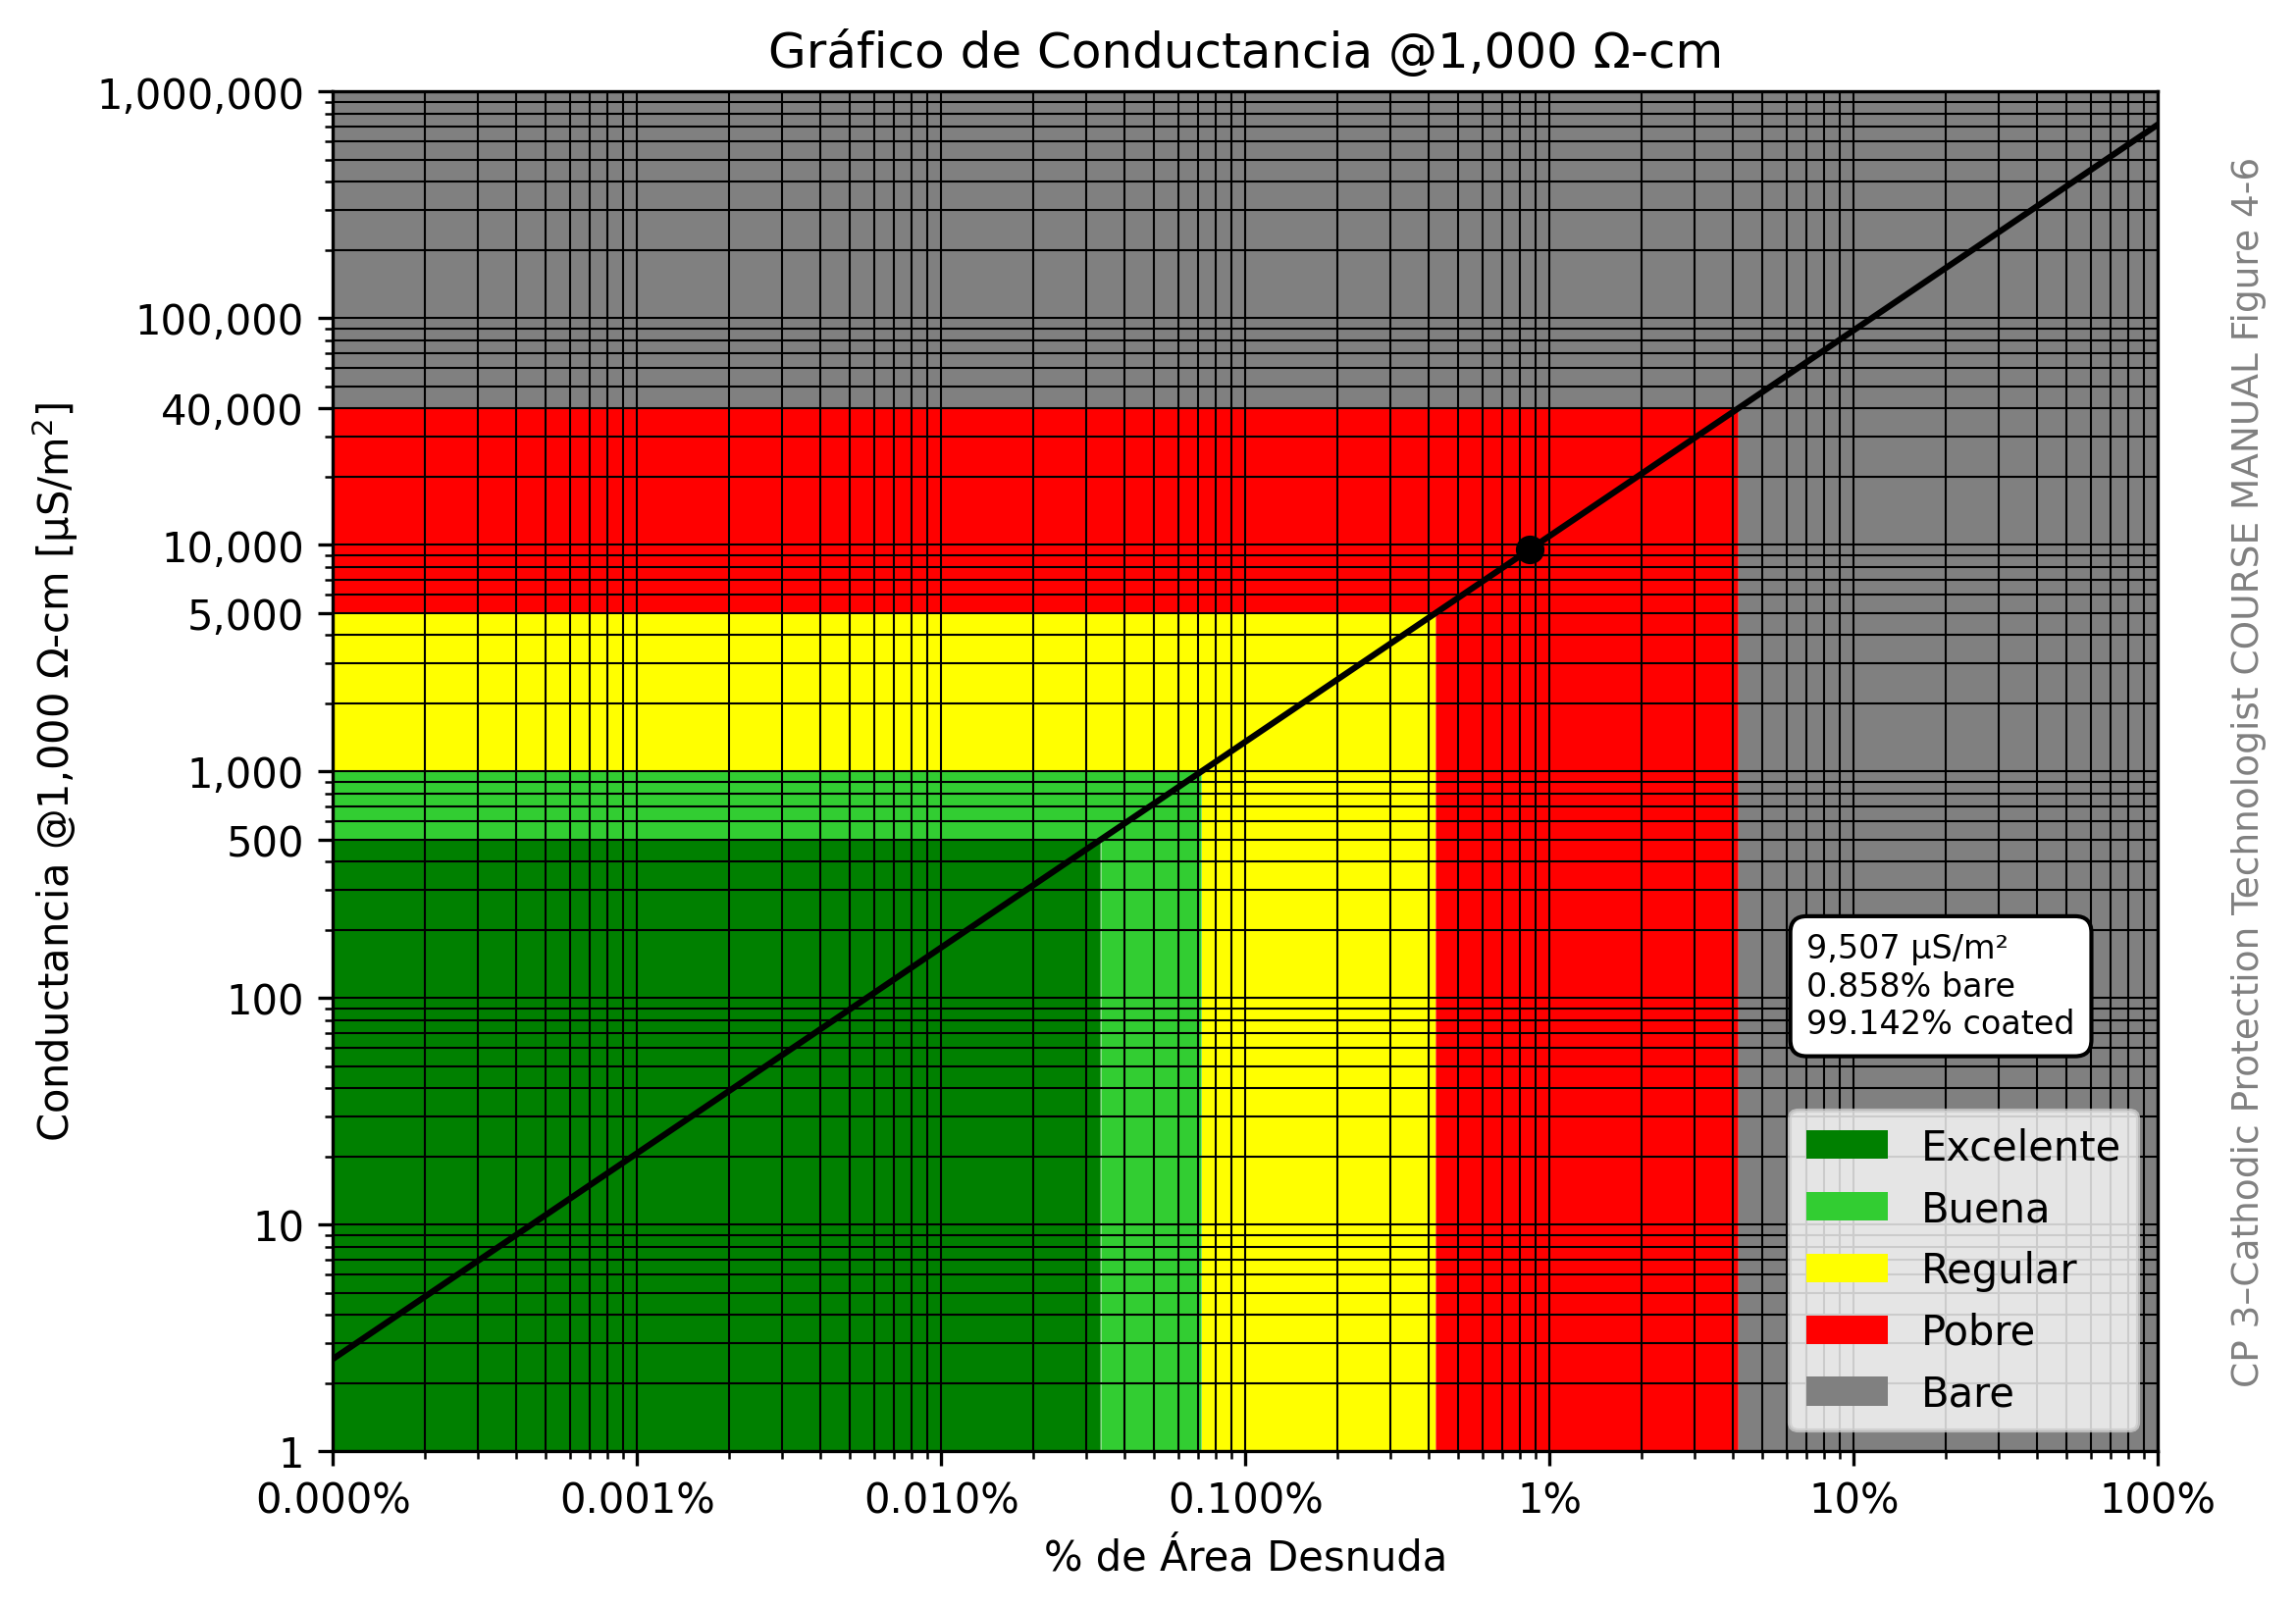 Gráfico de Conductancia @1,000 Ω-cm
1,000,000
100,000
40,000
10,000
5,000
1,000
500
100
10
1
Conductancia @1,000 Ω-cm [µS/m²]
0.000%
0.001%
0.010%
0.100%
1%
10%
100%
% de Área Desnuda
9,507 µS/m²
0.858% bare
99.142% coated
Excelente
Buena
Regular
Pobre
Bare
CP 3–Cathodic Protection Technologist COURSE MANUAL Figure 4-6